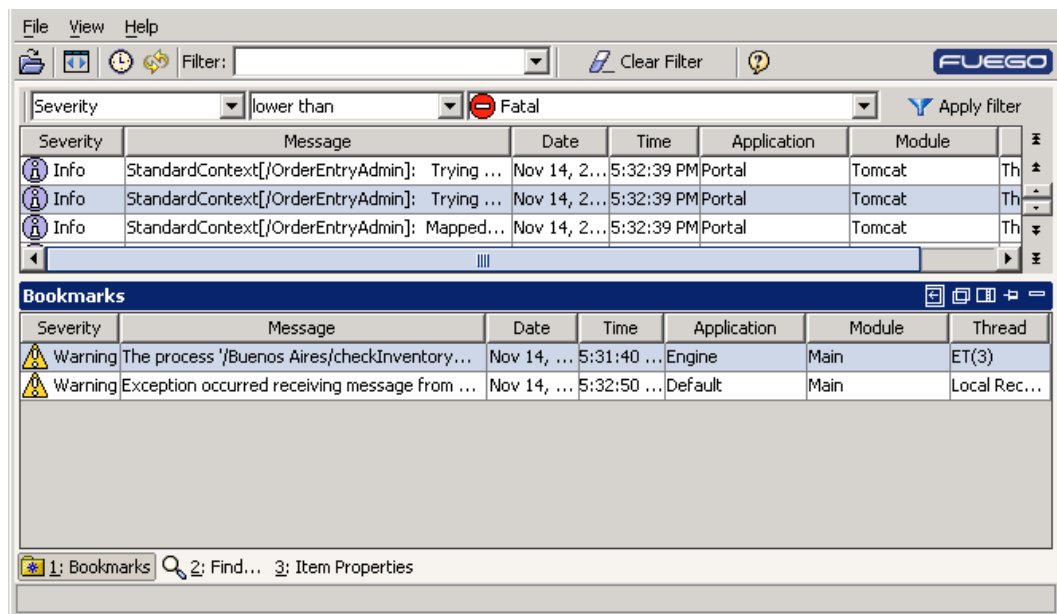 File View Help
Filter: Clear Filter FUEGO
Severity lower than Fatal Apply filter
Severity Message Date Time Application Module
Info StandardContext[/OrderEntryAdmin]: Trying ... Nov 14, 2... 5:32:39 PM Portal Tomcat Th
Info StandardContext[/OrderEntryAdmin]: Trying ... Nov 14, 2... 5:32:39 PM Portal Tomcat Th
Info StandardContext[/OrderEntryAdmin]: Mapped... Nov 14, 2... 5:32:39 PM Portal Tomcat Th
Bookmarks
Severity Message Date Time Application Module Thread
Warning The process '/Buenos Aires/checkInventory... Nov 14, ... 5:31:40 ... Engine Main ET(3)
Warning Exception occurred receiving message from ... Nov 14, ... 5:32:50 ... Default Main Local Rec...
1: Bookmarks 2: Find... 3: Item Properties